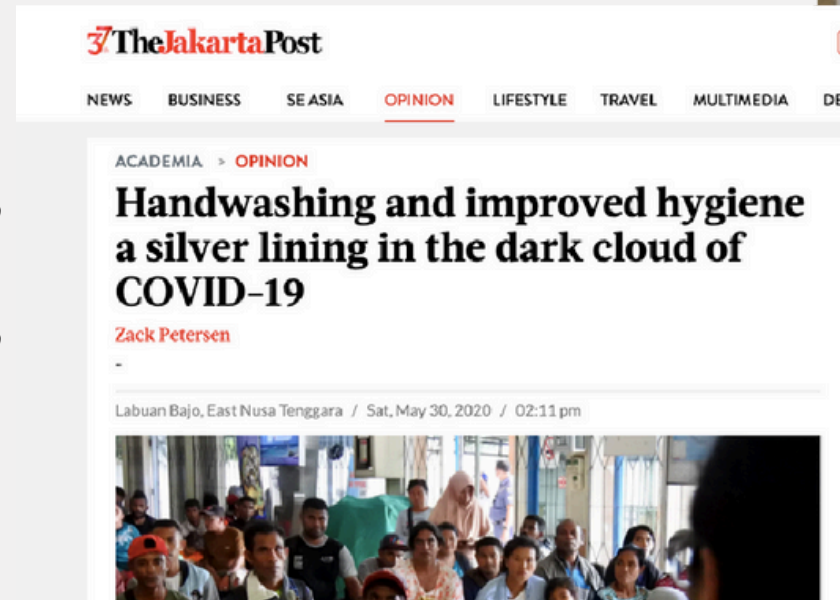 37 TheJakartaPost
NEWS BUSINESS SE ASIA OPINION LIFESTYLE TRAVEL MULTIMEDIA
ACADEMIA > OPINION
Handwashing and improved hygiene
a silver lining in the dark cloud of
COVID-19
Zack Petersen
-
Labuan Bajo, East Nusa Tenggara / Sat, May 30, 2020 / 02:11 pm